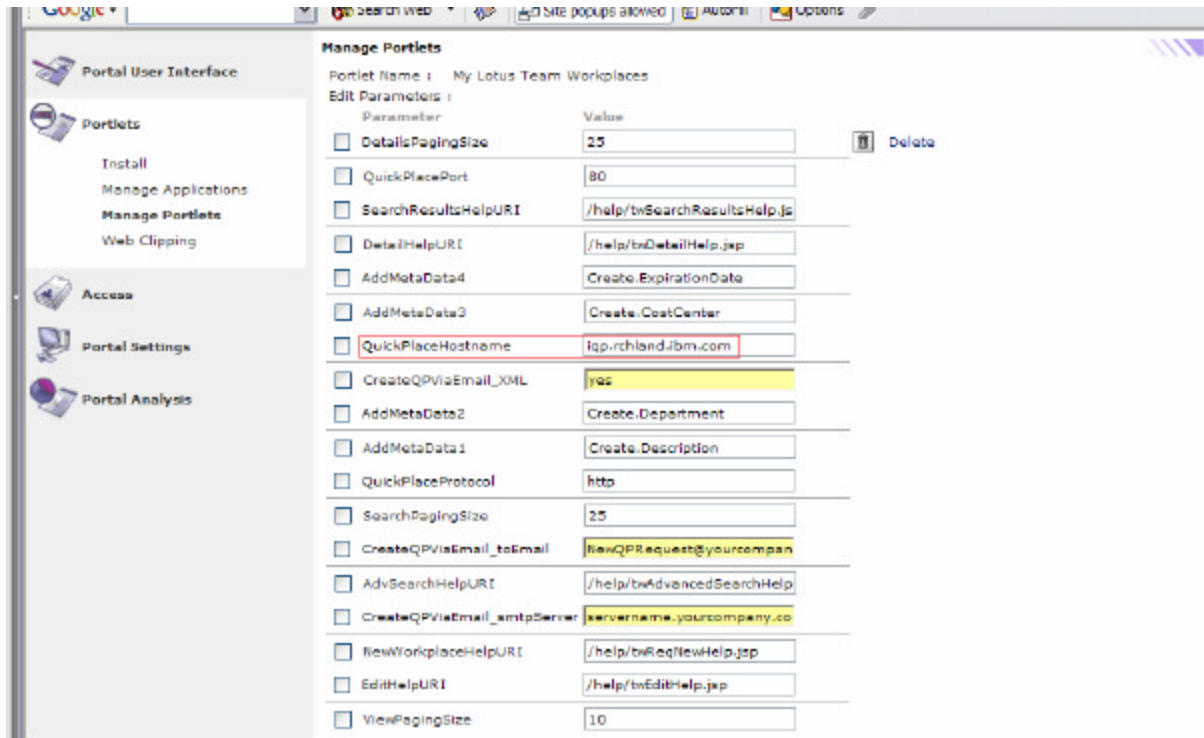 Google
Search Web
Site popups allowed
AutoFill
Options
Portal User Interface
Portlets
Install
Manage Applications
Manage Portlets
Web Clipping
Access
Portal Settings
Portal Analysis
Manage Portlets
Portlet Name : My Lotus Team Workplaces
Edit Parameters :
Parameter Value
DetailsPagingSize 25 Delete
QuickPlacePort 80
SearchResultsHelpURI /help/twSearchResultsHelp.js
DetailHelpURI /help/twDetailHelp.jsp
AddMetaData4 Create.ExpirationDate
AddMetaData3 Create.CostCenter
QuickPlaceHostname iqp.rchland.ibm.com
CreateQPViaEmail_XML yes
AddMetaData2 Create.Department
AddMetaData1 Create.Description
QuickPlaceProtocol http
SearchPagingSize 25
CreateQPViaEmail_toEmail NewQPRequest@yourcompan
AdvSearchHelpURI /help/twAdvancedSearchHelp
CreateQPViaEmail_smtpServer servername.yourcompany.co
NewWorkplaceHelpURI /help/twReqNewHelp.jsp
EditHelpURI /help/twEditHelp.jsp
ViewPagingSize 10